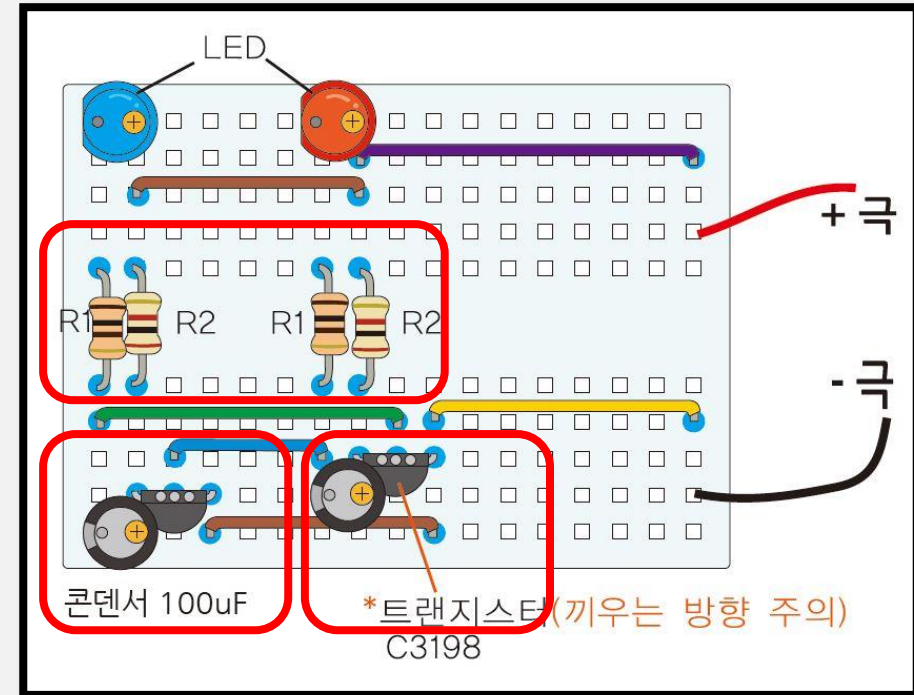 LED
+ 극
R1 R2 R1 R2
- 극
콘덴서 100uF
*트랜지스터(끼우는 방향 주의)
C3198